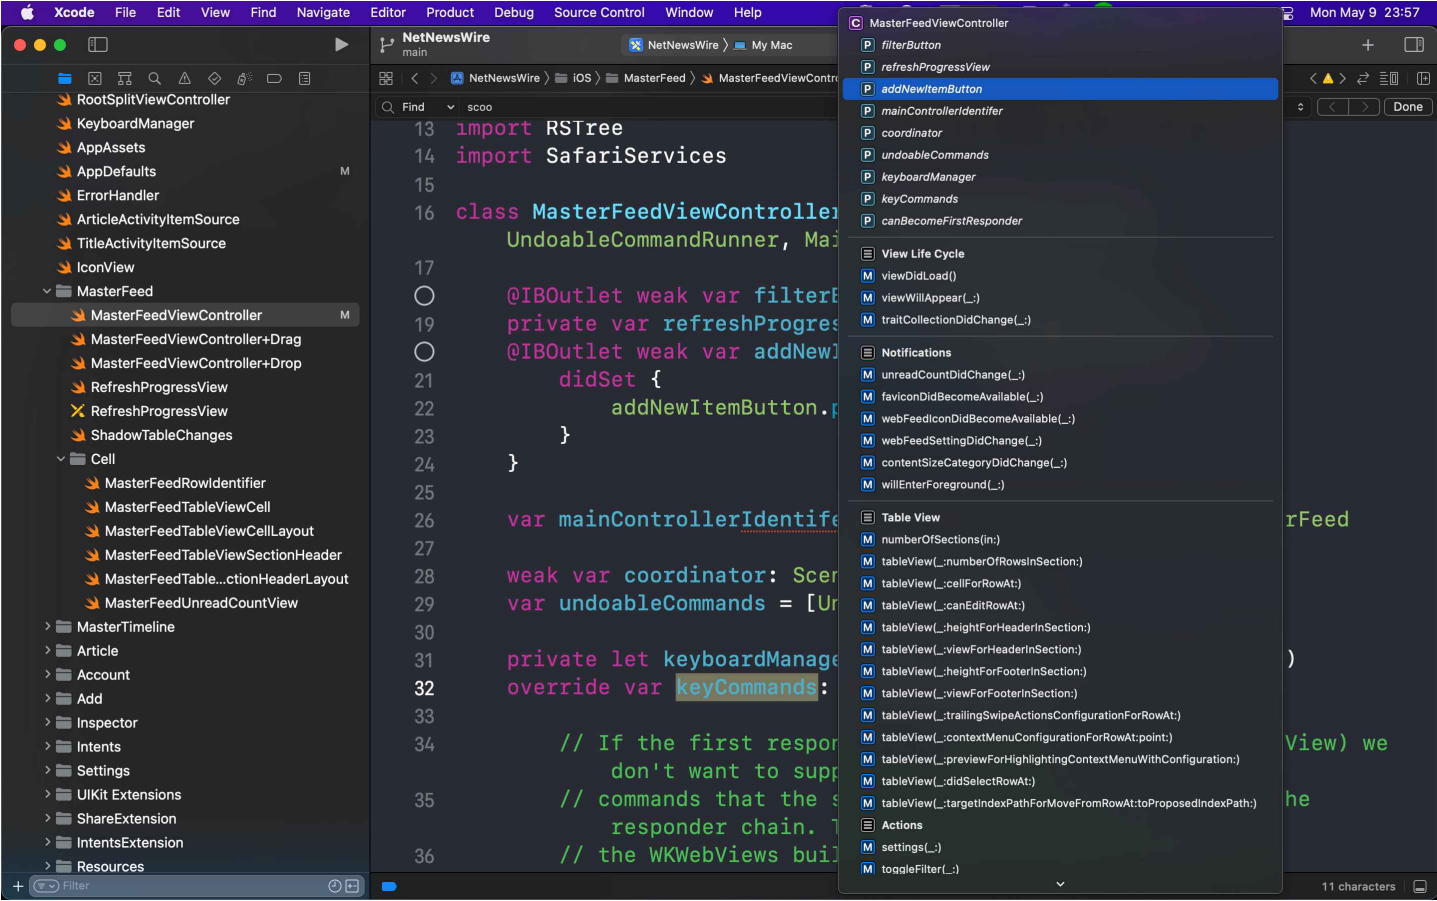 Xcode File Edit View Find Navigate Editor Product Debug Source Control Window Help Mon May 9 23:57
NetNewsWire
main
NetNewsWire My Mac
NetNewsWire iOS MasterFeed MasterFeedViewContr
Find scoo Done
RootSplitViewController
KeyboardManager
AppAssets
AppDefaults M
ErrorHandler
ArticleActivityItemSource
TitleActivityItemSource
IconView
MasterFeed
MasterFeedViewController M
MasterFeedViewController+Drag
MasterFeedViewController+Drop
RefreshProgressView
RefreshProgressView
ShadowTableChanges
Cell
MasterFeedRowIdentifier
MasterFeedTableViewCell
MasterFeedTableViewCellLayout
MasterFeedTableViewSectionHeader
MasterFeedTable...ctionHeaderLayout
MasterFeedUnreadCountView
MasterTimeline
Article
Account
Add
Inspector
Intents
Settings
UIKit Extensions
ShareExtension
IntentsExtension
Resources
Filter
13 import RSTree
14 import SafariServices
15
16 class MasterFeedViewController
UndoableCommandRunner, Mai
17
@IBOutlet weak var filterB
19 private var refreshProgres
@IBOutlet weak var addNewI
21 didSet {
22 addNewItemButton.p
23 }
24 }
25
26 var mainControllerIdentife rFeed
27
28 weak var coordinator: Scen
29 var undoableCommands = [Un
30
31 private let keyboardManage )
32 override var keyCommands:
33
34 // If the first respon View) we
don't want to supp
35 // commands that the s he
responder chain. T
36 // the WKWebViews buil
MasterFeedViewController
filterButton
refreshProgressView
addNewItemButton
mainControllerIdentifer
coordinator
undoableCommands
keyboardManager
keyCommands
canBecomeFirstResponder
View Life Cycle
viewDidLoad()
viewWillAppear(_:)
traitCollectionDidChange(_:)
Notifications
unreadCountDidChange(_:)
faviconDidBecomeAvailable(_:)
webFeedIconDidBecomeAvailable(_:)
webFeedSettingDidChange(_:)
contentSizeCategoryDidChange(_:)
willEnterForeground(_:)
Table View
numberOfSections(in:)
tableView(_:numberOfRowsInSection:)
tableView(_:cellForRowAt:)
tableView(_:canEditRowAt:)
tableView(_:heightForHeaderInSection:)
tableView(_:viewForHeaderInSection:)
tableView(_:heightForFooterInSection:)
tableView(_:viewForFooterInSection:)
tableView(_:trailingSwipeActionsConfigurationForRowAt:)
tableView(_:contextMenuConfigurationForRowAt:point:)
tableView(_:previewForHighlightingContextMenuWithConfiguration:)
tableView(_:didSelectRowAt:)
tableView(_:targetIndexPathForMoveFromRowAt:toProposedIndexPath:)
Actions
settings(_:)
toggleFilter(_:)
11 characters